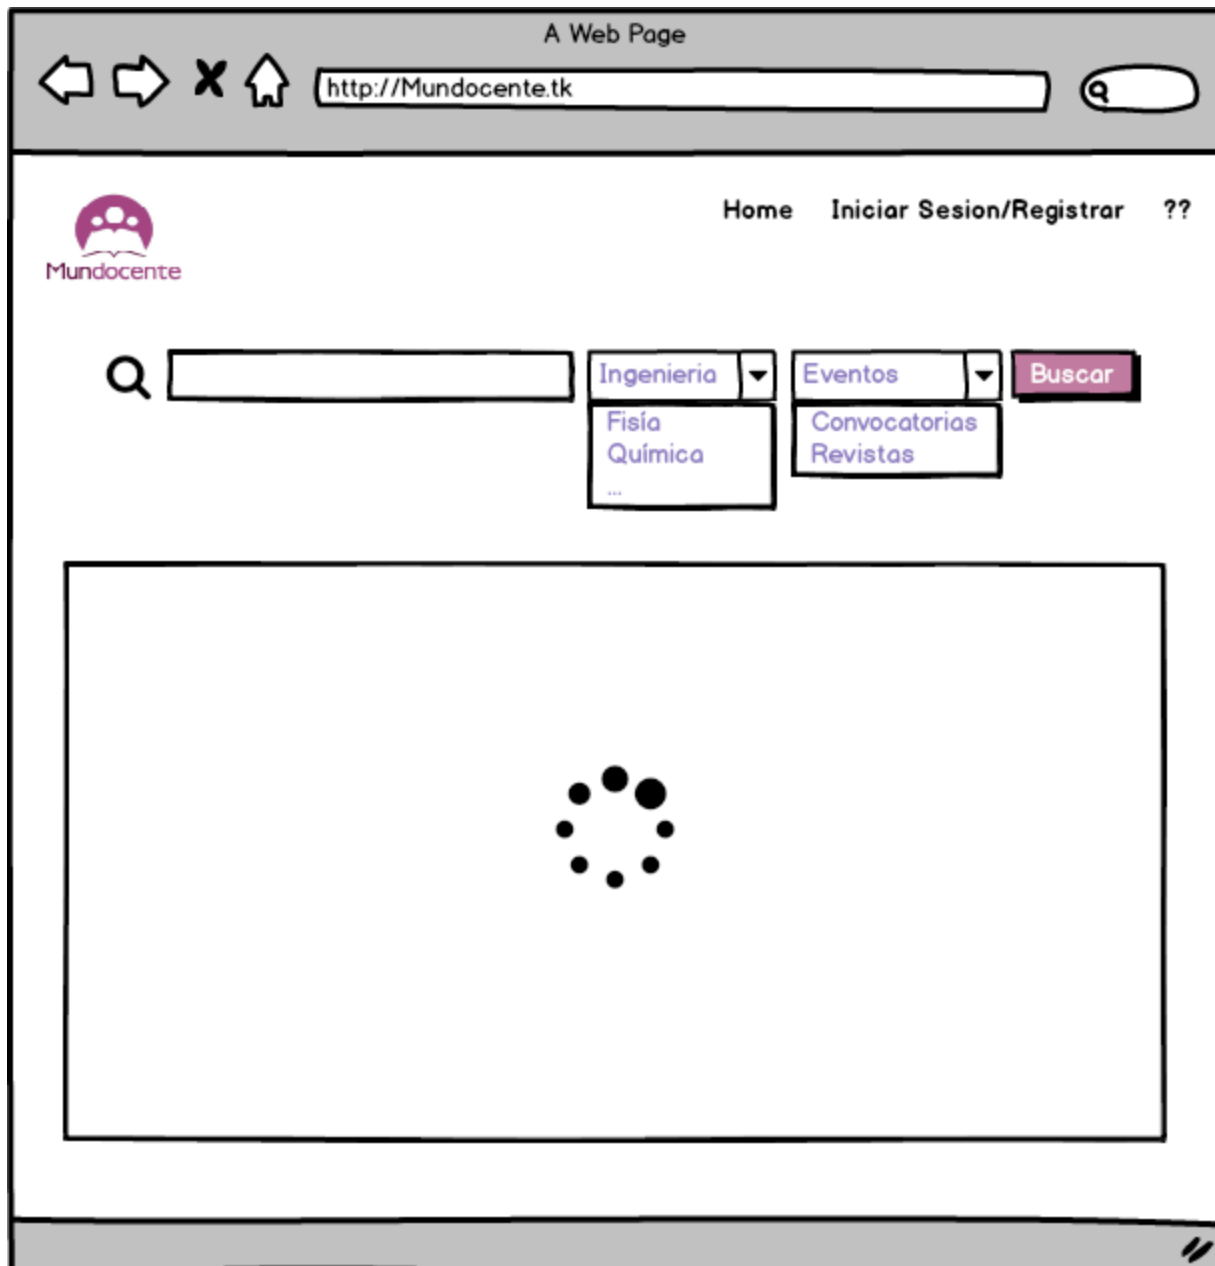 A Web Page
http://Mundocente.tk
Home Iniciar Sesion/Registrar ??
Mundocente
Ingenieria Eventos Buscar
Fisía Convocatorias
Química Revistas
...